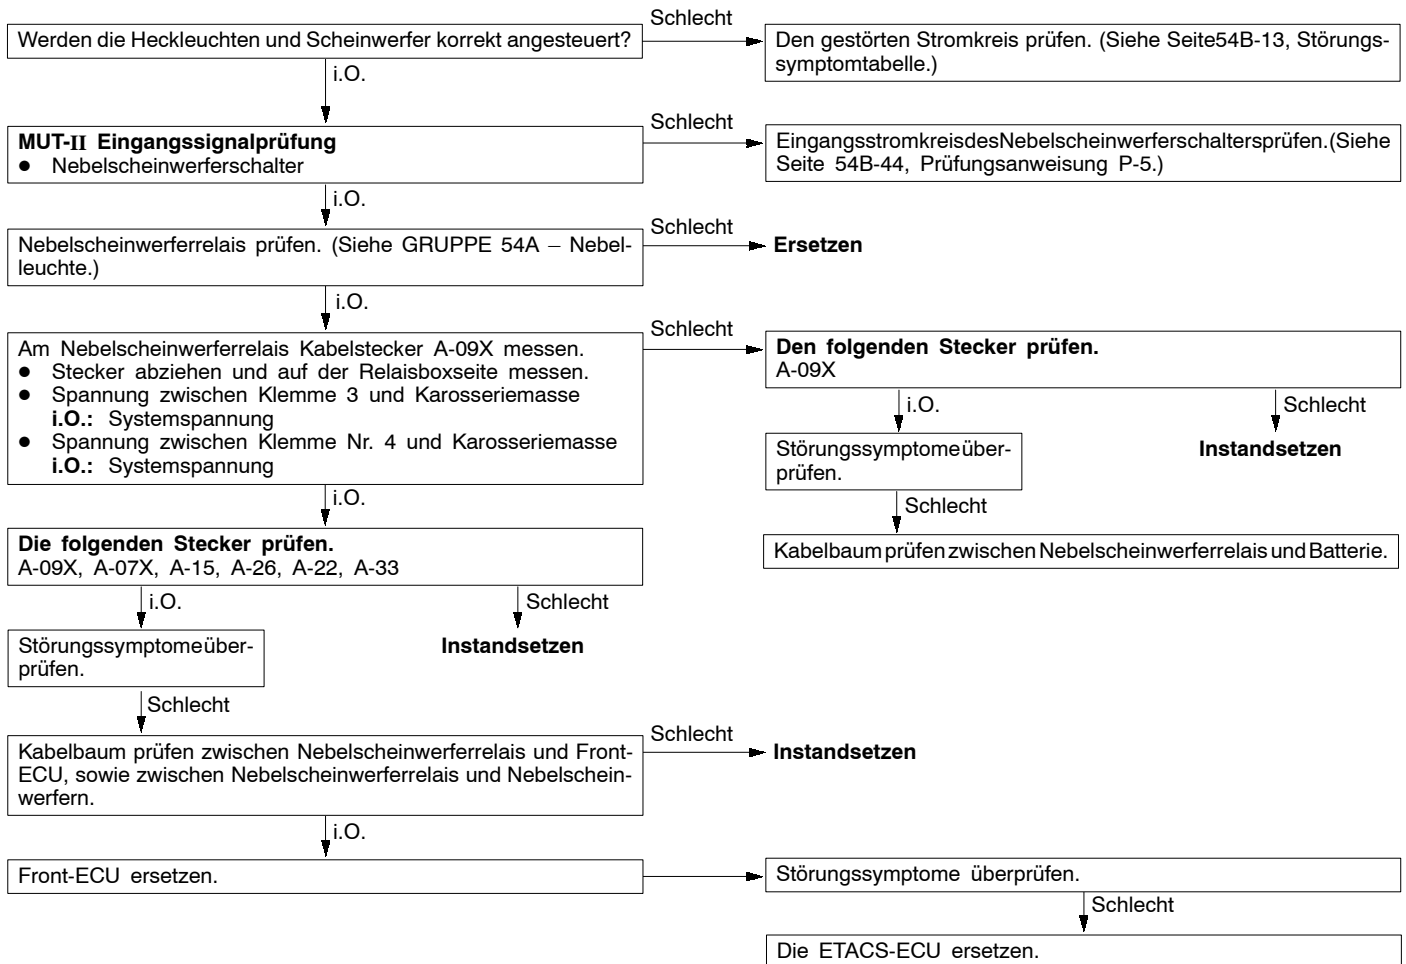 Werden die Heckleuchten und Scheinwerfer korrekt angesteuert?
Schlecht
Den gestörten Stromkreis prüfen. (Siehe Seite54B-13, Störungs-
symptomtabelle.)
i.O.
MUT-II Eingangssignalprüfung
● Nebelscheinwerferschalter
Schlecht
EingangsstromkreisdesNebelscheinwerferschaltersprüfen.(Siehe
Seite 54B-44, Prüfungsanweisung P-5.)
i.O.
Nebelscheinwerferrelais prüfen. (Siehe GRUPPE 54A – Nebel-
leuchte.)
Schlecht
Ersetzen
i.O.
Am Nebelscheinwerferrelais Kabelstecker A-09X messen.
● Stecker abziehen und auf der Relaisboxseite messen.
● Spannung zwischen Klemme 3 und Karosseriemasse
i.O.: Systemspannung
● Spannung zwischen Klemme Nr. 4 und Karosseriemasse
i.O.: Systemspannung
Schlecht
Den folgenden Stecker prüfen.
A-09X
i.O.
Schlecht
Störungssymptomeüber-
prüfen.
Instandsetzen
Schlecht
Kabelbaum prüfen zwischen Nebelscheinwerferrelais und Batterie.
i.O.
Die folgenden Stecker prüfen.
A-09X, A-07X, A-15, A-26, A-22, A-33
i.O.
Schlecht
Störungssymptomeüber-
prüfen.
Instandsetzen
Schlecht
Kabelbaum prüfen zwischen Nebelscheinwerferrelais und Front-
ECU, sowie zwischen Nebelscheinwerferrelais und Nebelschein-
werfern.
Schlecht
Instandsetzen
i.O.
Front-ECU ersetzen.
Störungssymptome überprüfen.
Schlecht
Die ETACS-ECU ersetzen.